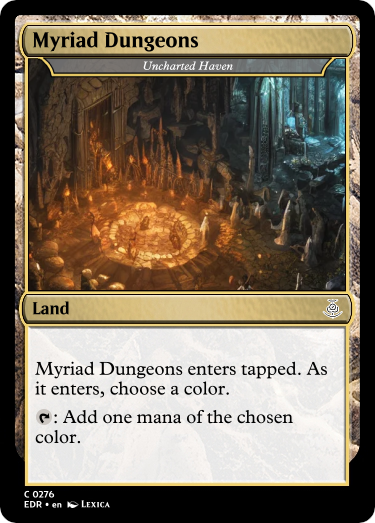 Myriad Dungeons
Uncharted Haven
Land
Myriad Dungeons enters tapped. As
it enters, choose a color.
: Add one mana of the chosen
color.
C 0276
EDR • en Lexica